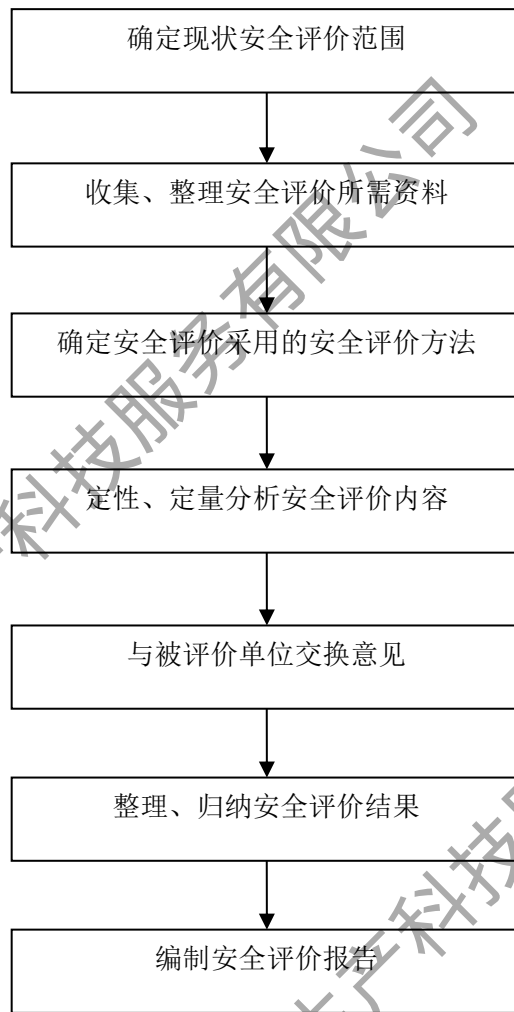 确定现状安全评价范围
收集、整理安全评价所需资料
确定安全评价采用的安全评价方法
定性、定量分析安全评价内容
与被评价单位交换意见
整理、归纳安全评价结果
编制安全评价报告
科技服务有限公司
产科技